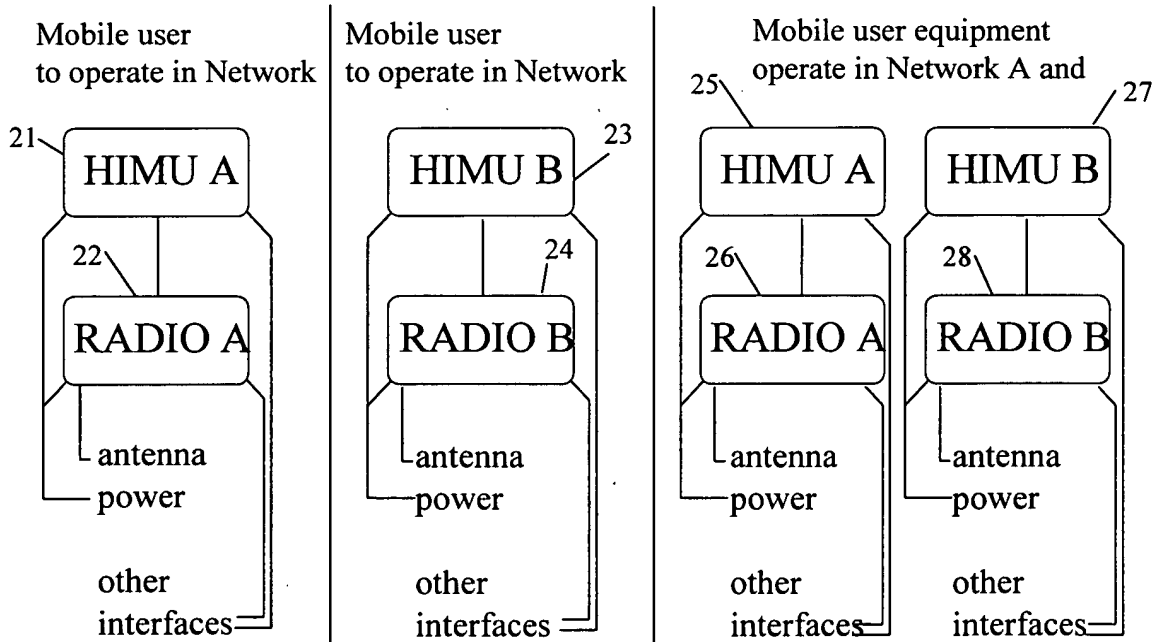 Mobile user
to operate in Network
21
HIMU A
22
RADIO A
antenna
power
other
interfaces
Mobile user
to operate in Network
23
HIMU B
24
RADIO B
antenna
power
other
interfaces
Mobile user equipment
operate in Network A and
25
HIMU A
26
RADIO A
antenna
power
other
interfaces
27
HIMU B
28
RADIO B
antenna
power
other
interfaces